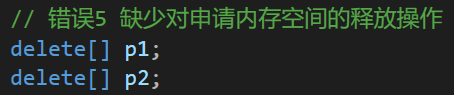 // 错误5 缺少对申请内存空间的释放操作
delete[] p1;
delete[] p2;